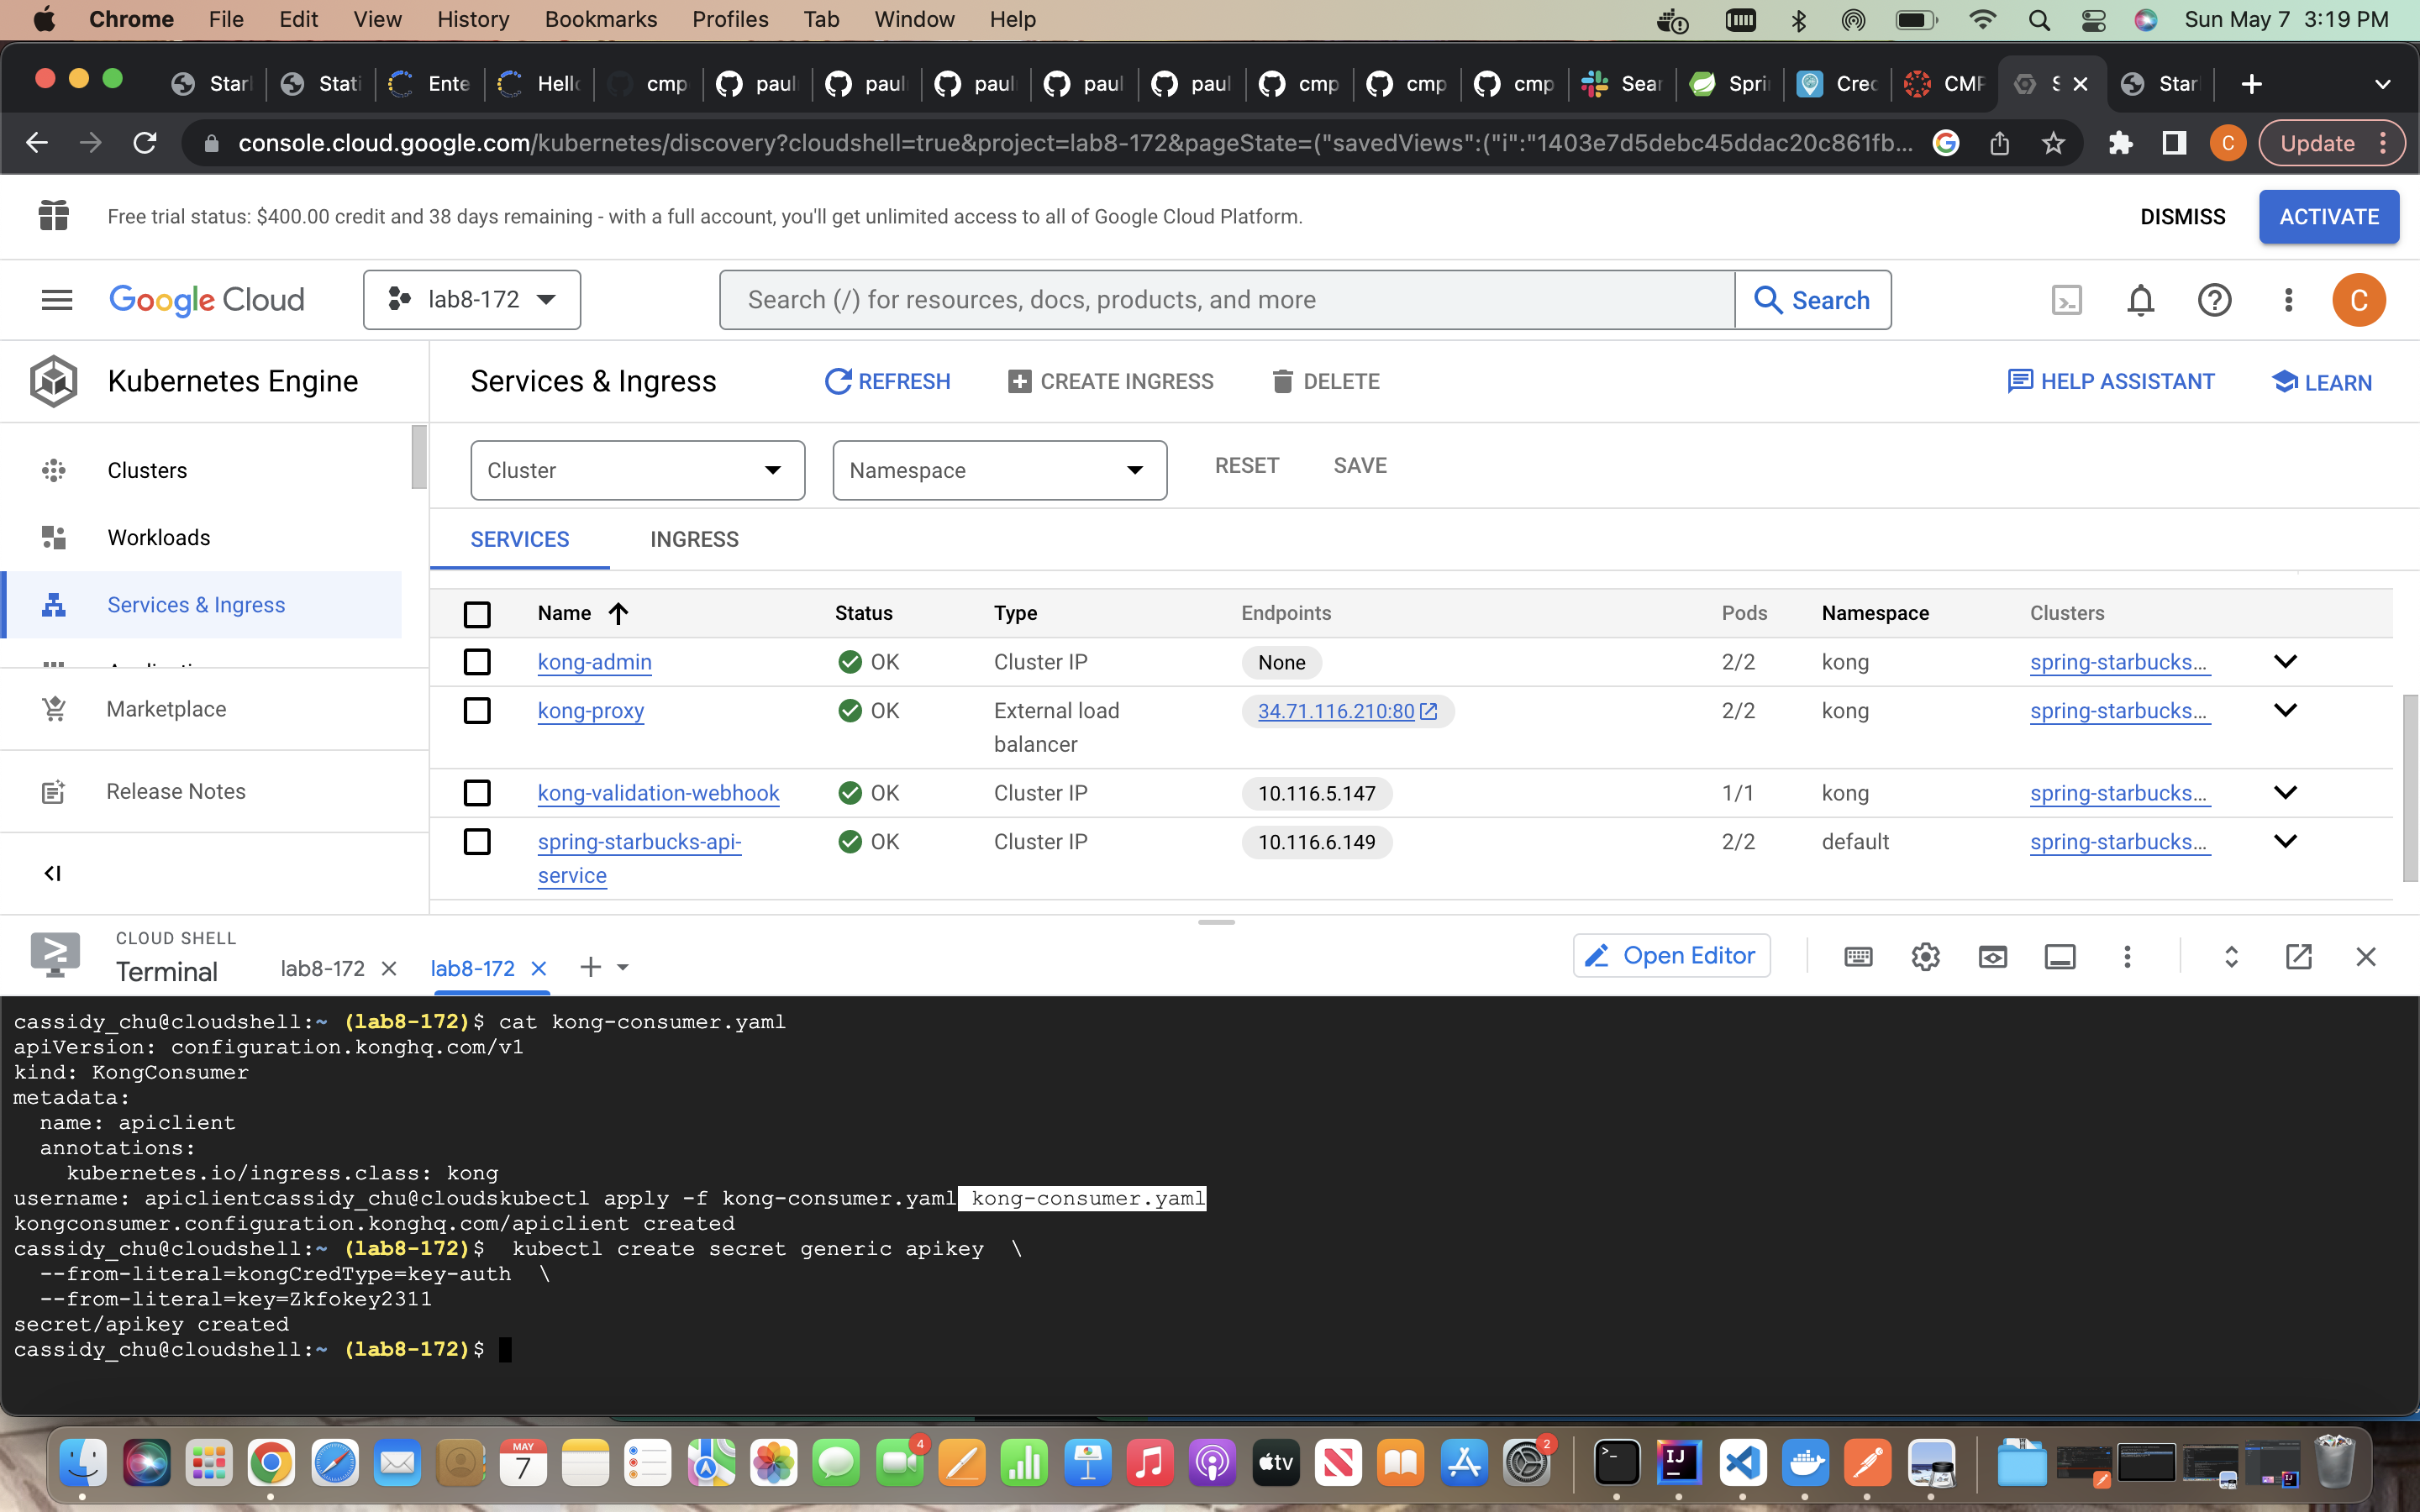 Chrome File Edit View History Bookmarks Profiles Tab Window Help Sun May 7 3:19 PM
Star Stati Ente Hello cmp paul paul paul paul paul cmp cmp cmp Sear Spri Cred CMP S Star
console.cloud.google.com/kubernetes/discovery?cloudshell=true&project=lab8-172&pageState=("savedViews":("i":"1403e7d5debc45ddac20c861fb... C Update
Free trial status: $400.00 credit and 38 days remaining - with a full account, you'll get unlimited access to all of Google Cloud Platform. DISMISS ACTIVATE
Google Cloud lab8-172 Search (/) for resources, docs, products, and more Search C
Kubernetes Engine Services & Ingress REFRESH CREATE INGRESS DELETE HELP ASSISTANT LEARN
Clusters
Workloads
Services & Ingress
Marketplace
Release Notes
Cluster Namespace RESET SAVE
SERVICES INGRESS
Name Status Type Endpoints Pods Namespace Clusters
kong-admin OK Cluster IP None 2/2 kong spring-starbucks...
kong-proxy OK External load balancer 34.71.116.210:80 2/2 kong spring-starbucks...
kong-validation-webhook OK Cluster IP 10.116.5.147 1/1 kong spring-starbucks...
spring-starbucks-api-service OK Cluster IP 10.116.6.149 2/2 default spring-starbucks...
CLOUD SHELL
Terminal lab8-172 lab8-172 Open Editor
cassidy_chu@cloudshell:~ (lab8-172)$ cat kong-consumer.yaml
apiVersion: configuration.konghq.com/v1
kind: KongConsumer
metadata:
  name: apiclient
  annotations:
    kubernetes.io/ingress.class: kong
username: apiclientcassidy_chu@cloudskubectl apply -f kong-consumer.yaml kong-consumer.yaml
kongconsumer.configuration.konghq.com/apiclient created
cassidy_chu@cloudshell:~ (lab8-172)$  kubectl create secret generic apikey  \
  --from-literal=kongCredType=key-auth  \
  --from-literal=key=Zkfokey2311
secret/apikey created
cassidy_chu@cloudshell:~ (lab8-172)$
MAY
7
4
tv
2
IJ